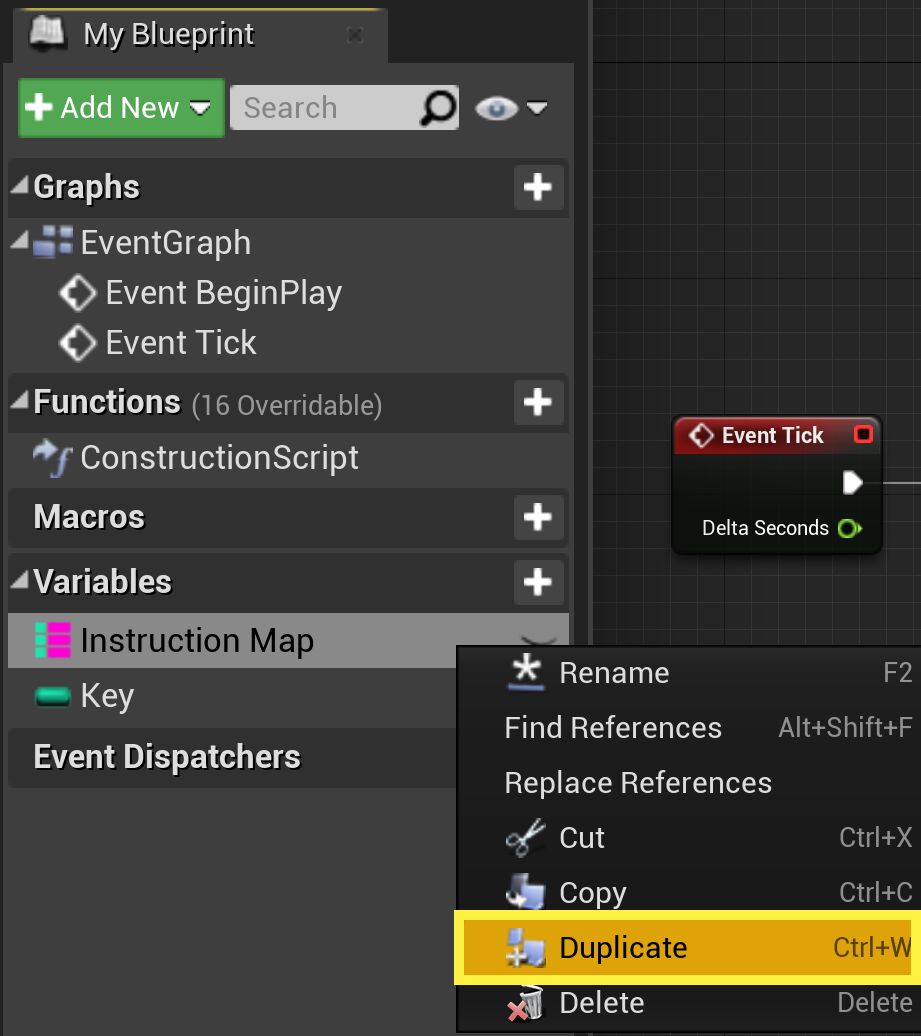 My Blueprint
Add New
Search
Graphs
EventGraph
Event BeginPlay
Event Tick
Functions (16 Overridable)
ConstructionScript
Macros
Variables
Instruction Map
Key
Event Dispatchers
Event Tick
Delta Seconds
Rename F2
Find References Alt+Shift+F
Replace References
Cut Ctrl+X
Copy Ctrl+C
Duplicate Ctrl+W
Delete Delete